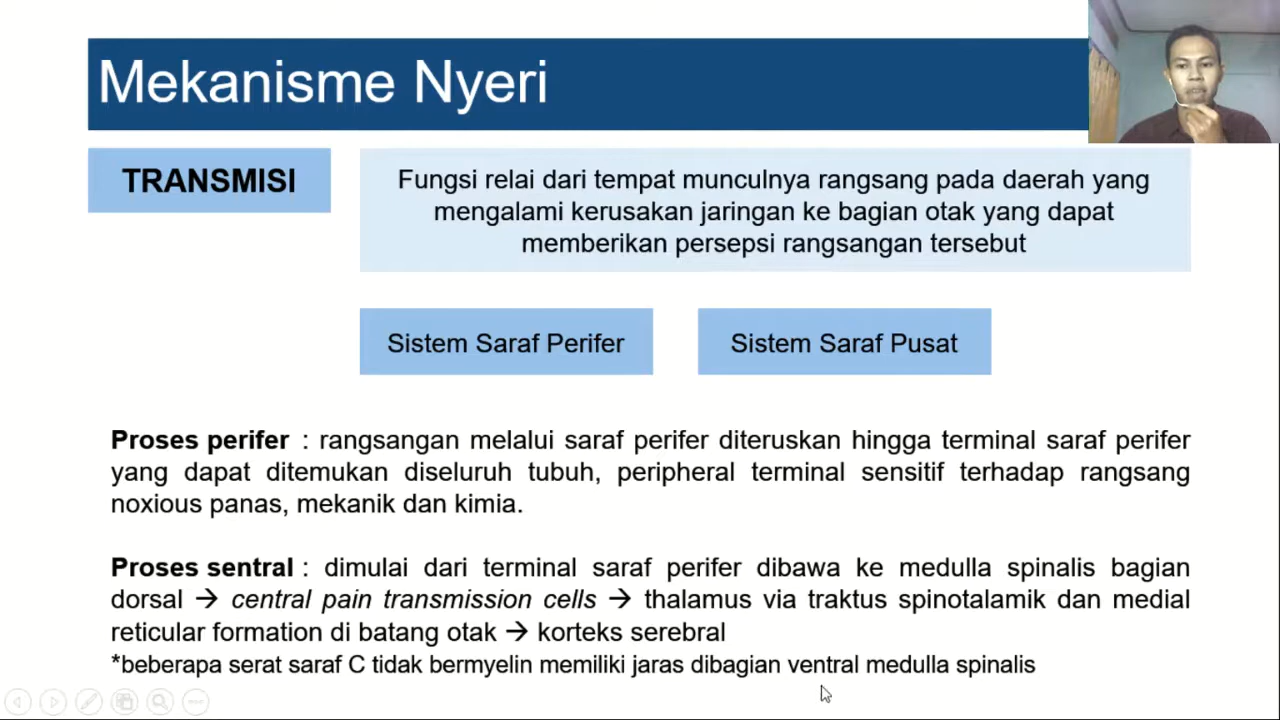 Mekanisme Nyeri
TRANSMISI
Fungsi relai dari tempat munculnya rangsang pada daerah yang
mengalami kerusakan jaringan ke bagian otak yang dapat
memberikan persepsi rangsangan tersebut
Sistem Saraf Perifer
Sistem Saraf Pusat
Proses perifer : rangsangan melalui saraf perifer diteruskan hingga terminal saraf perifer
yang dapat ditemukan diseluruh tubuh, peripheral terminal sensitif terhadap rangsang
noxious panas, mekanik dan kimia.
Proses sentral : dimulai dari terminal saraf perifer dibawa ke medulla spinalis bagian
dorsal → central pain transmission cells → thalamus via traktus spinotalamik dan medial
reticular formation di batang otak → korteks serebral
*beberapa serat saraf C tidak bermyelin memiliki jaras dibagian ventral medulla spinalis